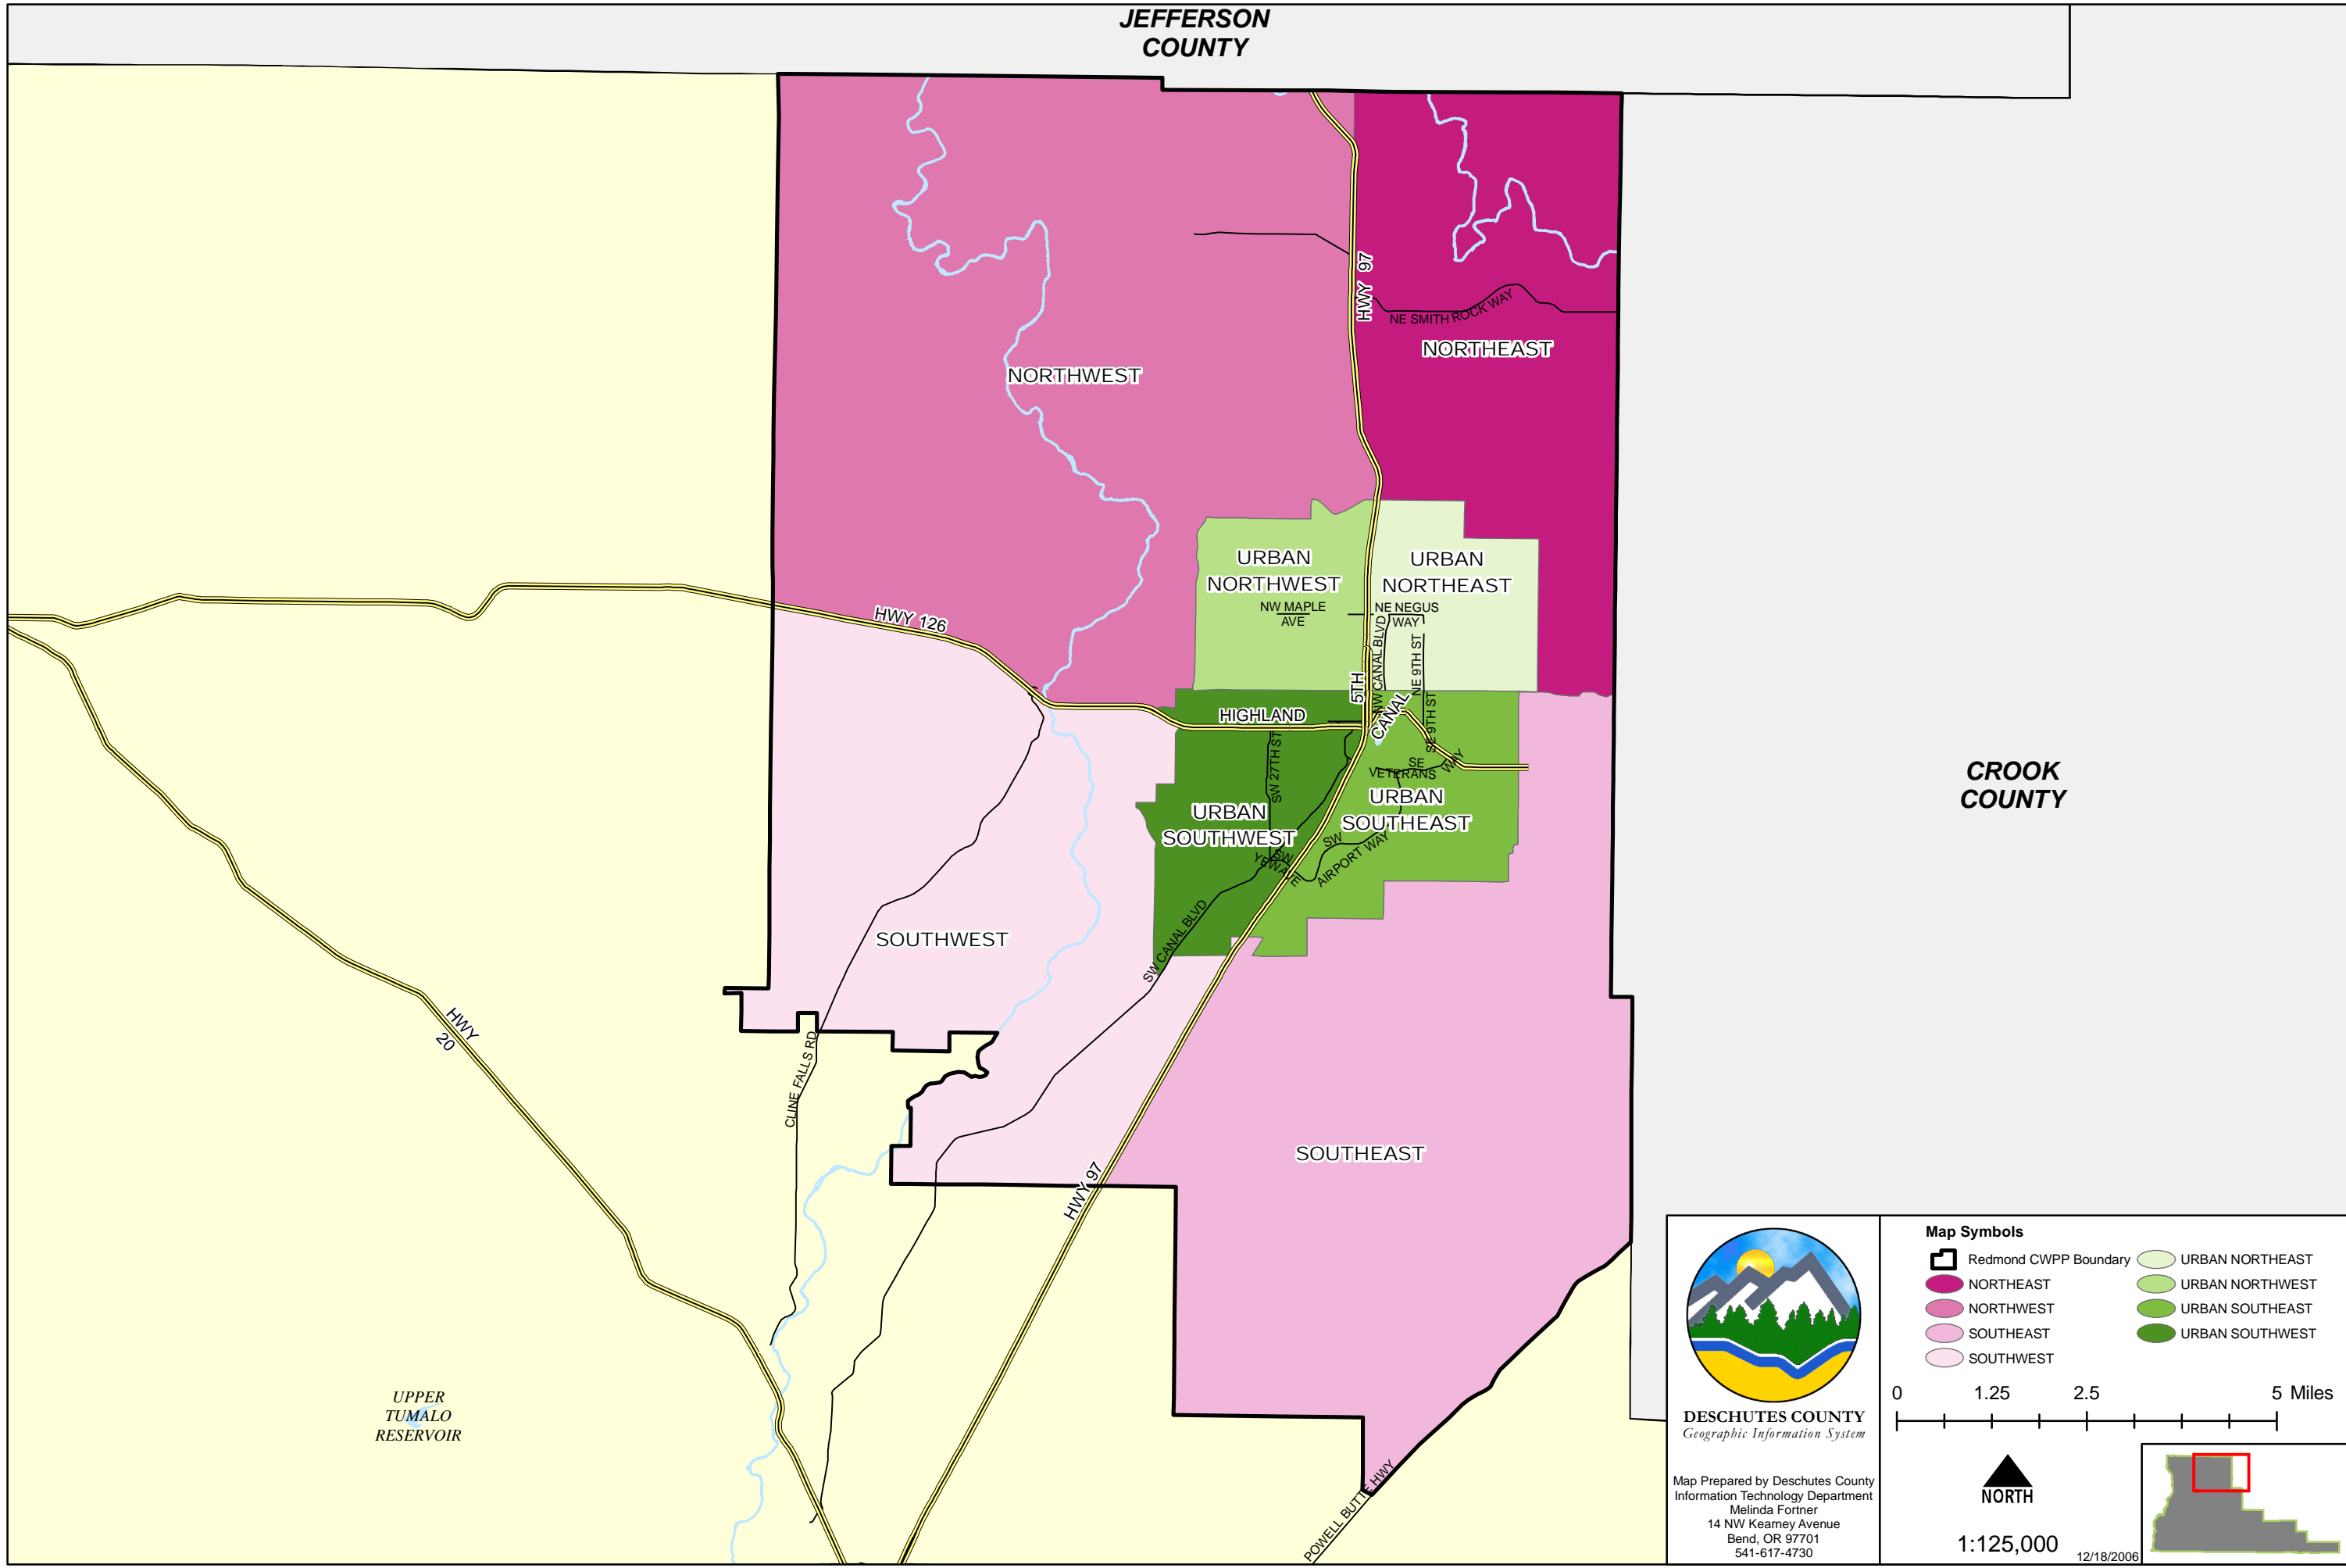 JEFFERSON
COUNTY
HWY 97
NE SMITH ROCK WAY
NORTHEAST
NORTHWEST
URBAN
NORTHWEST
URBAN
NORTHEAST
NW MAPLE
AVE
NE NEGUS
WAY
HWY 126
NW CANAL BLVD
NE 9TH ST
5TH
CANAL
HIGHLAND
SE 9TH ST
SW 27TH ST
SE
VETERANS
WAY
CROOK
COUNTY
URBAN
SOUTHWEST
URBAN
SOUTHEAST
SW
YEW AVE
SW
AIRPORT WAY
SOUTHWEST
SW CANAL BLVD
HWY
20
CLINE FALLS RD
SOUTHEAST
HWY 97
UPPER
TUMALO
RESERVOIR
POWELL BUTTE HWY
DESCHUTES COUNTY
Geographic Information System
Map Prepared by Deschutes County
Information Technology Department
Melinda Fortner
14 NW Kearney Avenue
Bend, OR 97701
541-617-4730
Map Symbols
Redmond CWPP Boundary
NORTHEAST
NORTHWEST
SOUTHEAST
SOUTHWEST
URBAN NORTHEAST
URBAN NORTHWEST
URBAN SOUTHEAST
URBAN SOUTHWEST
0 1.25 2.5 5 Miles
NORTH
1:125,000
12/18/2006